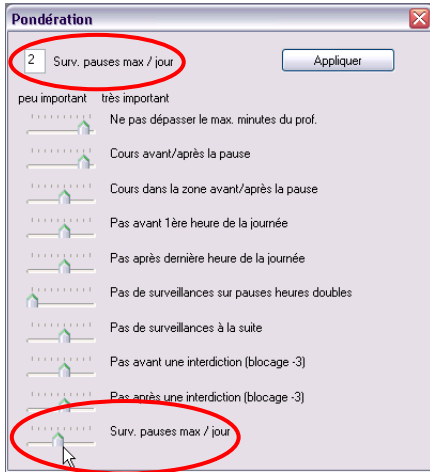 Pondération
2 Surv. pauses max / jour Appliquer
peu important très important
Ne pas dépasser le max. minutes du prof.
Cours avant/après la pause
Cours dans la zone avant/après la pause
Pas avant 1ère heure de la journée
Pas après dernière heure de la journée
Pas de surveillances sur pauses heures doubles
Pas de surveillances à la suite
Pas avant une interdiction (blocage -3)
Pas après une interdiction (blocage -3)
Surv. pauses max / jour